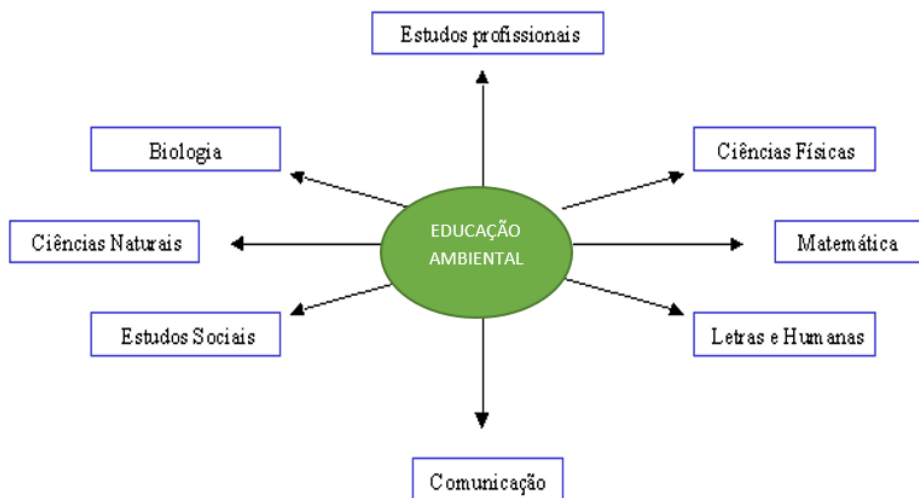 Estudos profissionais
Biologia
Ciências Físicas
EDUCAÇÃO
AMBIENTAL
Ciências Naturais
Matemática
Estudos Sociais
Letras e Humanas
Comunicação